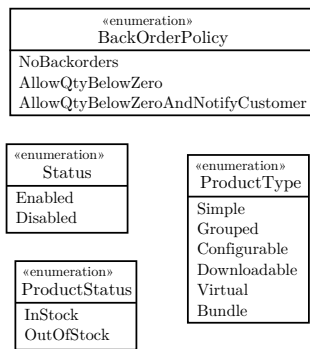 «enumeration»
BackOrderPolicy
NoBackorders
AllowQtyBelowZero
AllowQtyBelowZeroAndNotifyCustomer
«enumeration»
Status
Enabled
Disabled
«enumeration»
ProductType
Simple
Grouped
Configurable
Downloadable
Virtual
Bundle
«enumeration»
ProductStatus
InStock
OutOfStock